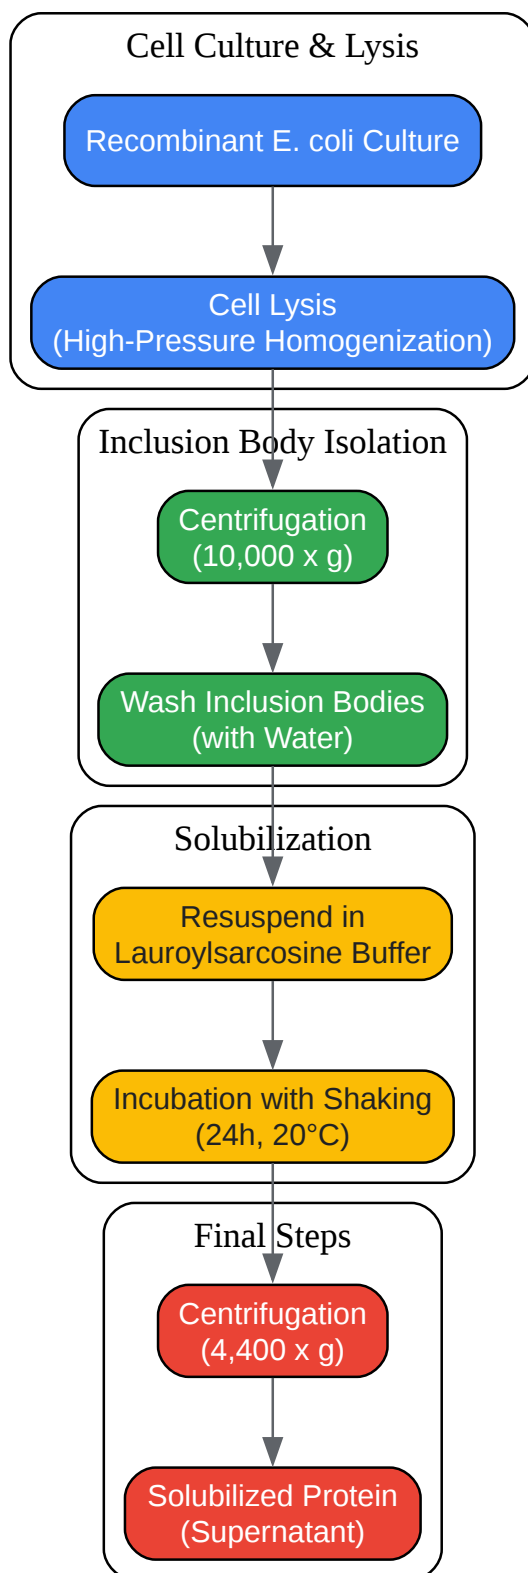 Cell Culture & Lysis
Recombinant E. coli Culture
Cell Lysis
(High-Pressure Homogenization)
Inclusion Body Isolation
Centrifugation
(10,000 x g)
Wash Inclusion Bodies
(with Water)
Solubilization
Resuspend in
Lauroylsarcosine Buffer
Incubation with Shaking
(24h, 20°C)
Final Steps
Centrifugation
(4,400 x g)
Solubilized Protein
(Supernatant)